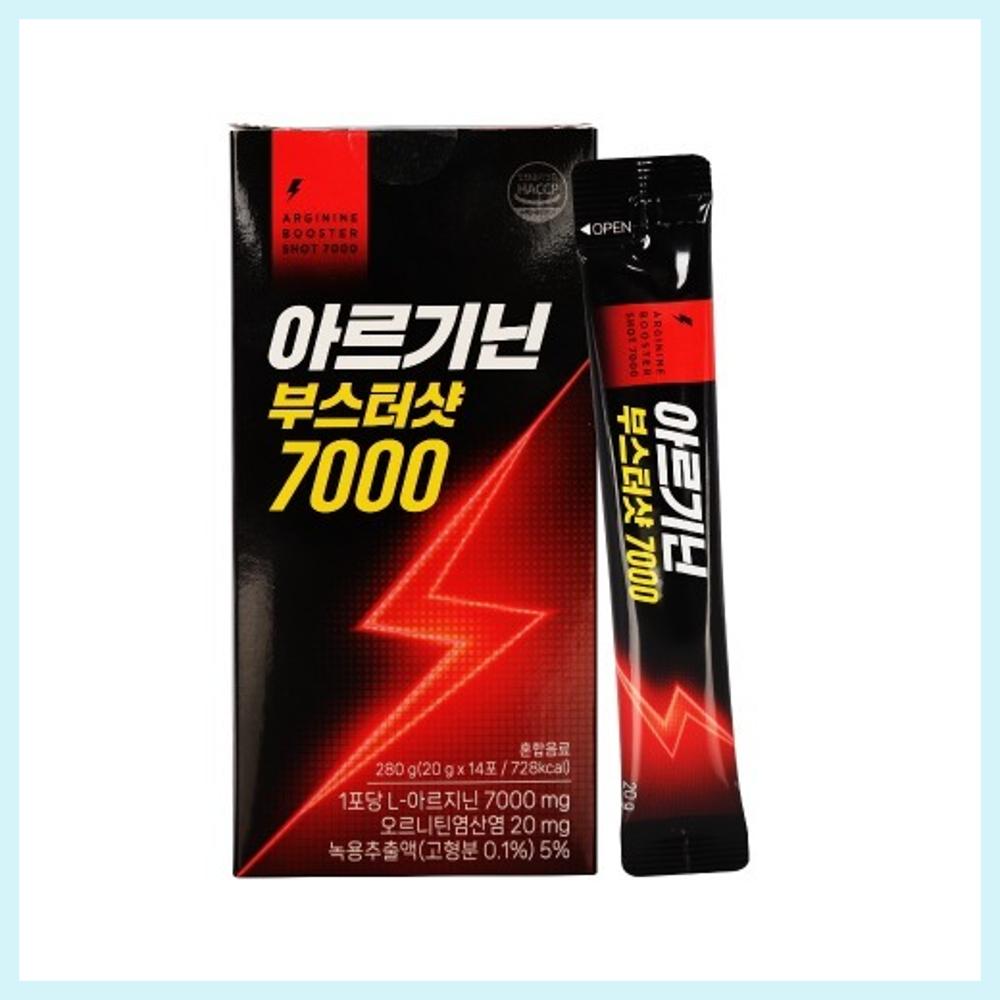 ARGININE
BOOSTER
SHOT 7000
HACCP
아르기닌
부스터샷
7000
혼합음료
280 g(20 g x 14포 / 728kcal)
1포당 L-아르지닌 7000 mg
오르니틴염산염 20 mg
녹용추출액(고형분 0.1%) 5%
◀OPEN
ARGININE
BOOSTER
SHOT 7000
아르기닌
부스터샷 7000
20 g